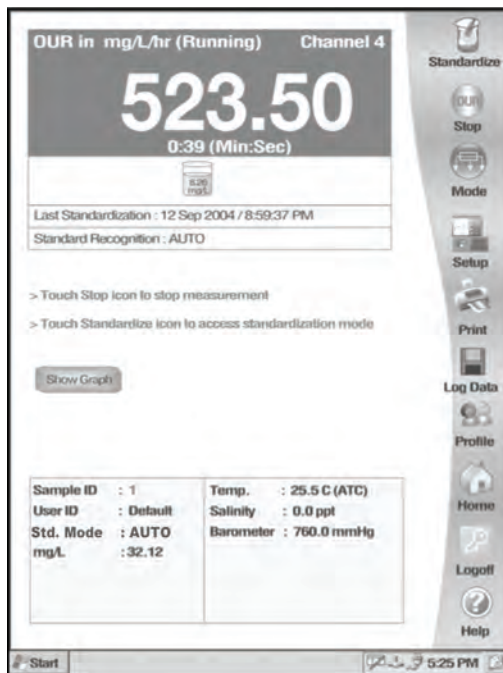 OUR in mg/L/hr (Running) Channel 4
523.50
0:39 (Min:Sec)
8.26
mg/L
Last Standardization : 12 Sep 2004 / 8:59:37 PM
Standard Recognition : AUTO
> Touch Stop icon to stop measurement
> Touch Standardize icon to access standardization mode
Show Graph
Sample ID : 1
User ID : Default
Std. Mode : AUTO
mg/L :32.12
Temp. : 25.5 C (ATC)
Salinity : 0.0 ppt
Barometer : 760.0 mmHg
Standardize
OUR
Stop
Mode
Setup
Print
Log Data
Profile
Home
Logoff
Help
Start
5:25 PM